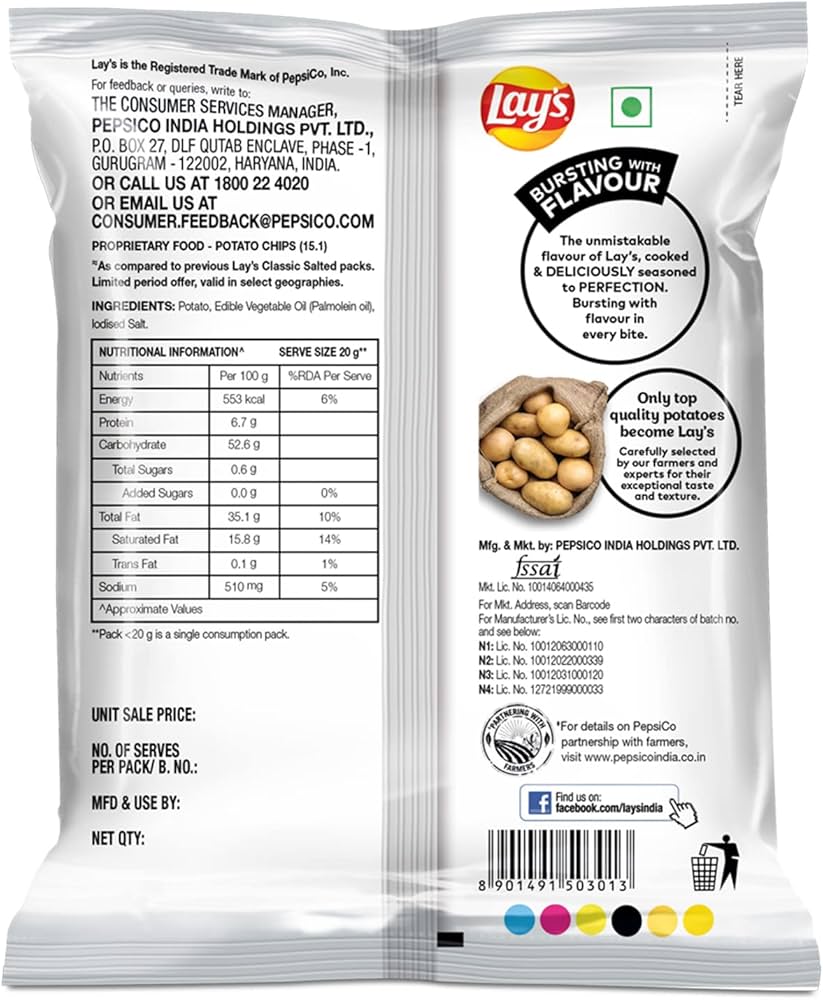 Lay's is the Registered Trade Mark of PepsiCo, Inc.
For feedback or queries, write to:
THE CONSUMER SERVICES MANAGER,
PEPSICO INDIA HOLDINGS PVT. LTD.,
P.O. BOX 27, DLF QUTAB ENCLAVE, PHASE -1,
GURUGRAM - 122002, HARYANA, INDIA.
OR CALL US AT 1800 22 4020
OR EMAIL US AT
CONSUMER.FEEDBACK@PEPSICO.COM
PROPRIETARY FOOD - POTATO CHIPS (15.1)
≈As compared to previous Lay's Classic Salted packs.
Limited period offer, valid in select geographies.
INGREDIENTS: Potato, Edible Vegetable Oil (Palmolein oil),
Iodised Salt.
NUTRITIONAL INFORMATION^ SERVE SIZE 20 g**
Nutrients Per 100 g %RDA Per Serve
Energy 553 kcal 6%
Protein 6.7 g
Carbohydrate 52.6 g
Total Sugars 0.6 g
Added Sugars 0.0 g 0%
Total Fat 35.1 g 10%
Saturated Fat 15.8 g 14%
Trans Fat 0.1 g 1%
Sodium 510 mg 5%
^Approximate Values
**Pack <20 g is a single consumption pack.
UNIT SALE PRICE:
NO. OF SERVES
PER PACK/ B. NO.:
MFD & USE BY:
NET QTY:
Lay's®
TEAR HERE
BURSTING WITH
FLAVOUR
The unmistakable
flavour of Lay's, cooked
& DELICIOUSLY seasoned
to PERFECTION.
Bursting with
flavour in
every bite.
Only top
quality potatoes
become Lay's
Carefully selected
by our farmers and
experts for their
exceptional taste
and texture.
Mfg. & Mkt. by: PEPSICO INDIA HOLDINGS PVT. LTD.
fssai
Mkt. Lic. No. 10014064000435
For Mkt. Address, scan Barcode
For Manufacturer's Lic. No., see first two characters of batch no.
and see below:
N1: Lic. No. 10012063000110
N2: Lic. No. 10012022000339
N3: Lic. No. 10012031000120
N4: Lic. No. 12721999000033
*PARTNERING WITH
FARMERS
*For details on PepsiCo
partnership with farmers,
visit www.pepsicoindia.co.in
f Find us on:
facebook.com/laysindia
8 901491 503013